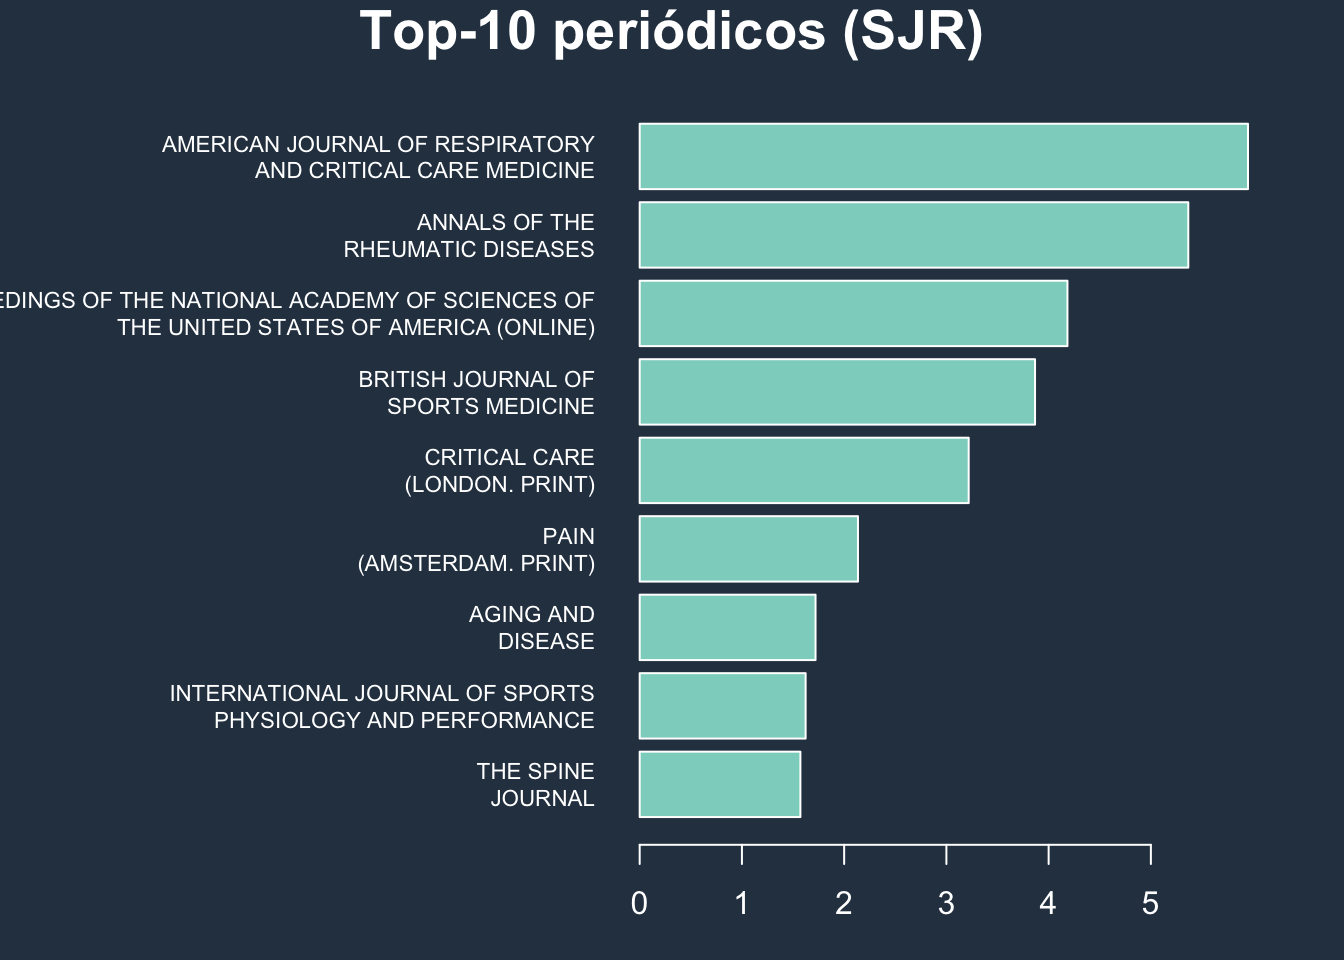 Top-10 periódicos (SJR)
AMERICAN JOURNAL OF RESPIRATORY
AND CRITICAL CARE MEDICINE
ANNALS OF THE
RHEUMATIC DISEASES
EDINGS OF THE NATIONAL ACADEMY OF SCIENCES OF
THE UNITED STATES OF AMERICA (ONLINE)
BRITISH JOURNAL OF
SPORTS MEDICINE
CRITICAL CARE
(LONDON. PRINT)
PAIN
(AMSTERDAM. PRINT)
AGING AND
DISEASE
INTERNATIONAL JOURNAL OF SPORTS
PHYSIOLOGY AND PERFORMANCE
THE SPINE
JOURNAL
0 1 2 3 4 5